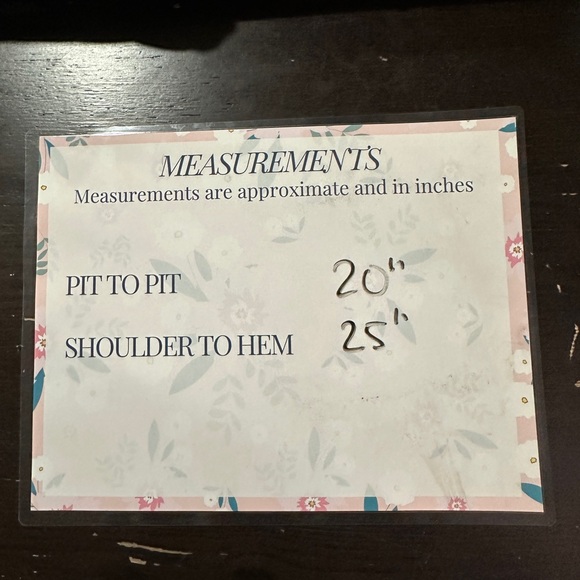 MEASUREMENTS
Measurements are approximate and in inches
PIT TO PIT 20"
SHOULDER TO HEM 25"